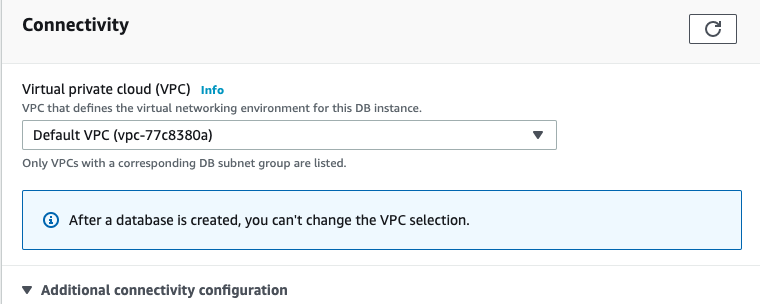 Connectivity
Virtual private cloud (VPC) Info
VPC that defines the virtual networking environment for this DB instance.
Default VPC (vpc-77c8380a)
Only VPCs with a corresponding DB subnet group are listed.
After a database is created, you can't change the VPC selection.
Additional connectivity configuration